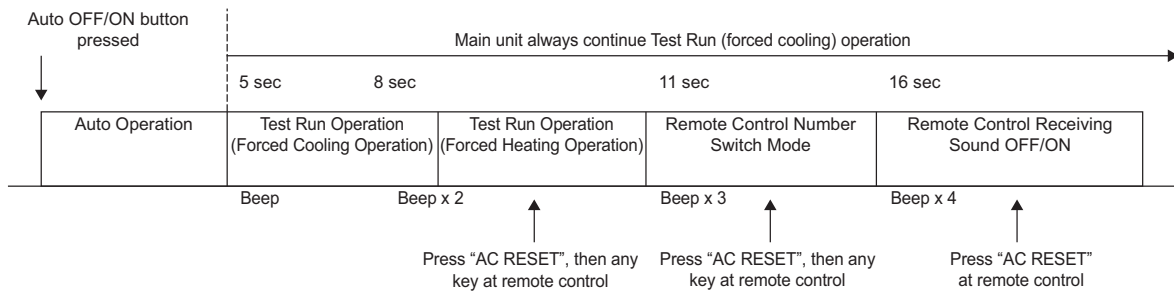 Auto OFF/ON button
pressed
Main unit always continue Test Run (forced cooling) operation
5 sec
8 sec
11 sec
16 sec
Auto Operation
Test Run Operation
(Forced Cooling Operation)
Test Run Operation
(Forced Heating Operation)
Remote Control Number
Switch Mode
Remote Control Receiving
Sound OFF/ON
Beep
Beep x 2
Beep x 3
Beep x 4
Press “AC RESET”, then any
key at remote control
Press “AC RESET”, then any
key at remote control
Press “AC RESET”
at remote control